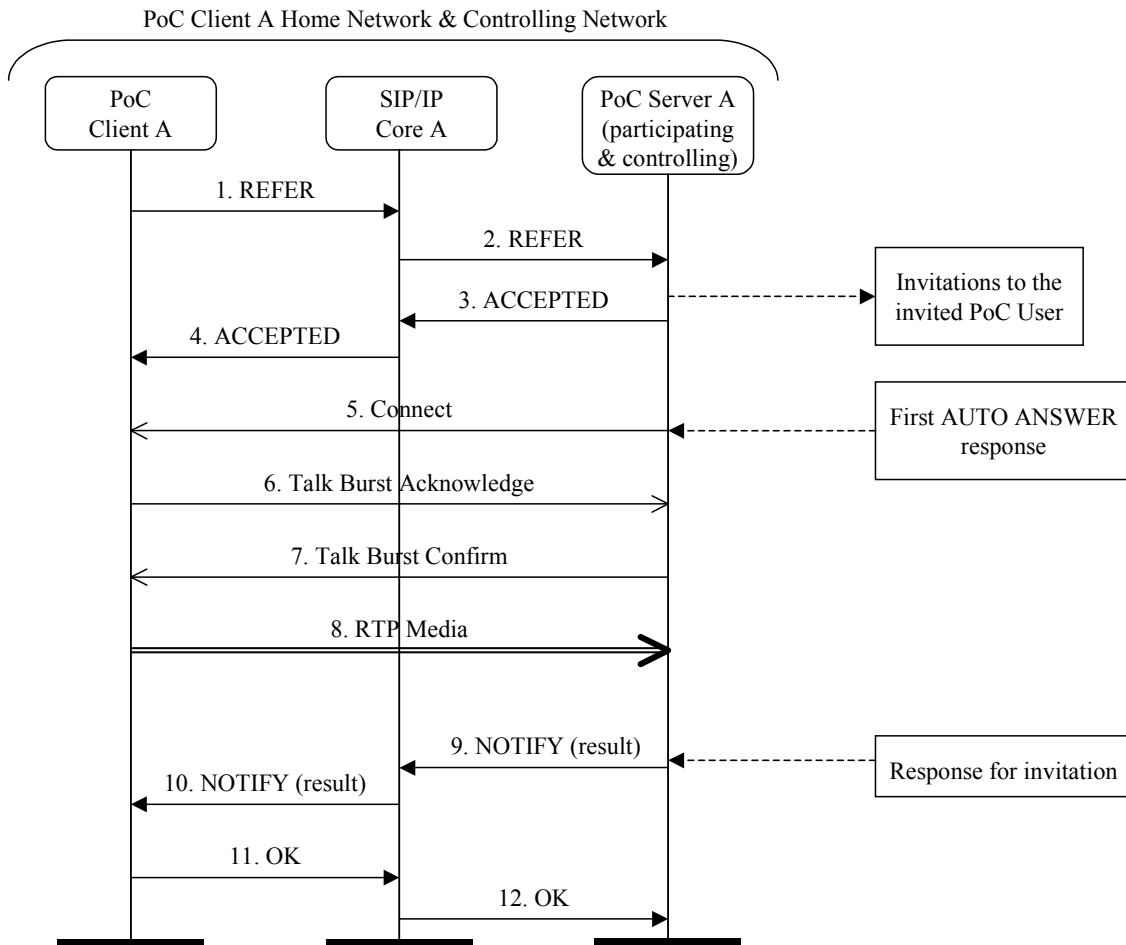 PoC Client A Home Network & Controlling Network
PoC
Client A
SIP/IP
Core A
PoC Server A
(participating
& controlling)
1. REFER
2. REFER
Invitations to the
invited PoC User
3. ACCEPTED
4. ACCEPTED
5. Connect
First AUTO ANSWER
response
6. Talk Burst Acknowledge
7. Talk Burst Confirm
8. RTP Media
9. NOTIFY (result)
Response for invitation
10. NOTIFY (result)
11. OK
12. OK